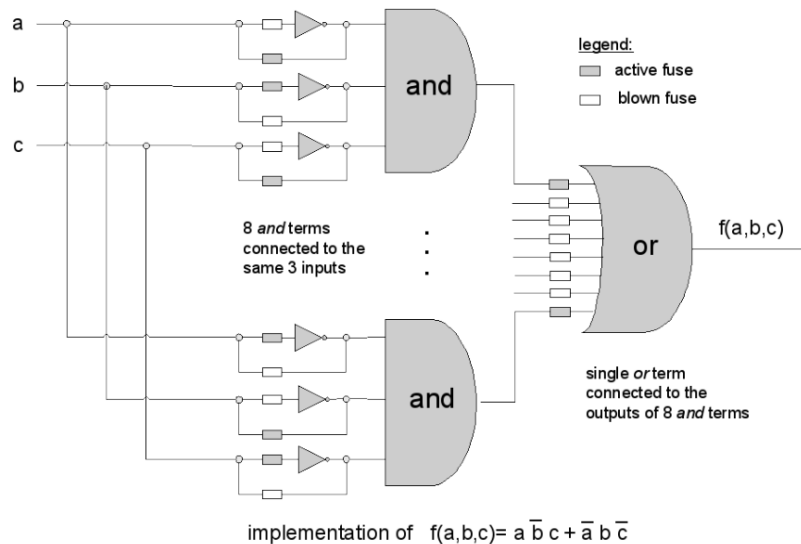 a
b
c
and
legend:
active fuse
blown fuse
8 and terms
connected to the
same 3 inputs
.
.
.
or
f(a,b,c)
and
single or term
connected to the
outputs of 8 and terms
implementation of f(a,b,c)= a b̅ c + a̅ b c̅